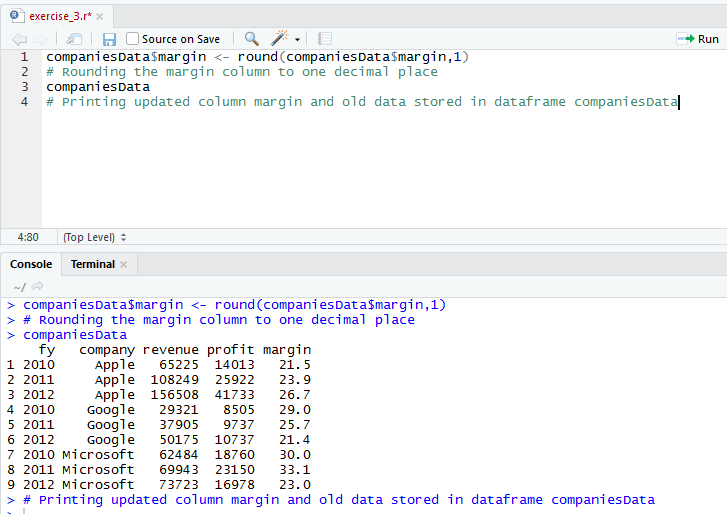 exercise_3.r*
Source on Save
Run
1 companiesData$margin <- round(companiesData$margin,1)
2 # Rounding the margin column to one decimal place
3 companiesData
4 # Printing updated column margin and old data stored in dataframe companiesData
4:80 (Top Level)
Console Terminal
~/
> companiesData$margin <- round(companiesData$margin,1)
> # Rounding the margin column to one decimal place
> companiesData
fy company revenue profit margin
1 2010 Apple 65225 14013 21.5
2 2011 Apple 108249 25922 23.9
3 2012 Apple 156508 41733 26.7
4 2010 Google 29321 8505 29.0
5 2011 Google 37905 9737 25.7
6 2012 Google 50175 10737 21.4
7 2010 Microsoft 62484 18760 30.0
8 2011 Microsoft 69943 23150 33.1
9 2012 Microsoft 73723 16978 23.0
> # Printing updated column margin and old data stored in dataframe companiesData
>